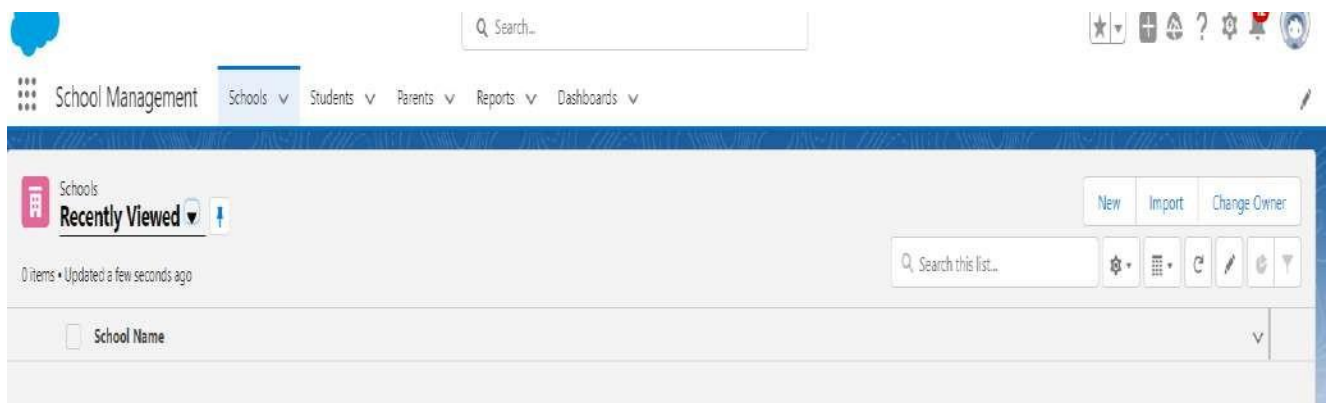 Search...
School Management Schools Students Parents Reports Dashboards
Schools
Recently Viewed
New Import Change Owner
0 items • Updated a few seconds ago
Search this list...
School Name